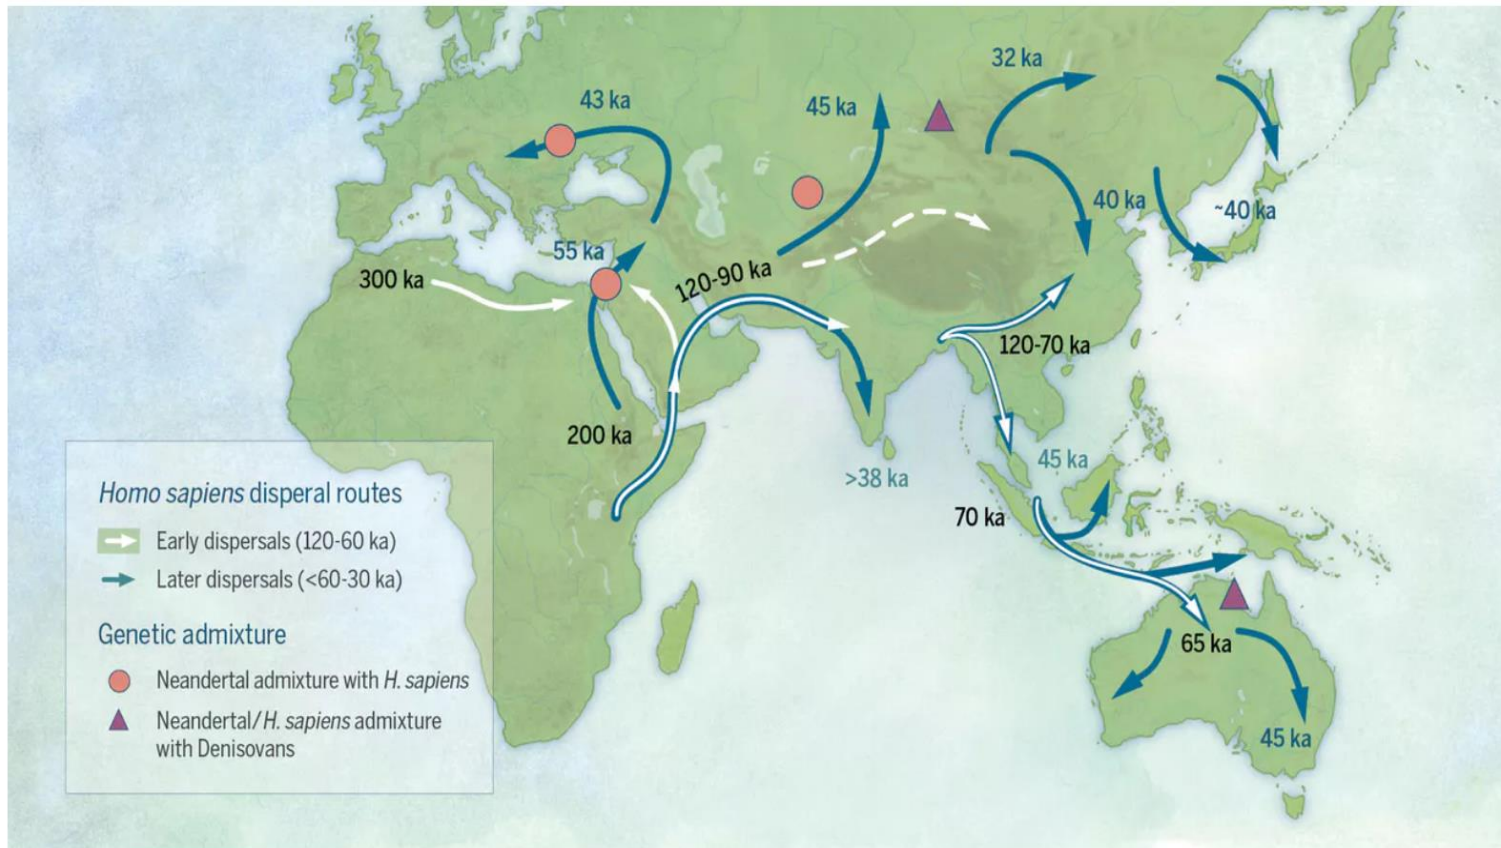 32 ka
43 ka
45 ka
40 ka
~40 ka
55 ka
300 ka
120-90 ka
120-70 ka
200 ka
45 ka
>38 ka
70 ka
65 ka
45 ka
Homo sapiens disperal routes
Early dispersals (120-60 ka)
Later dispersals (<60-30 ka)
Genetic admixture
Neandertal admixture with H. sapiens
Neandertal/H. sapiens admixture
with Denisovans